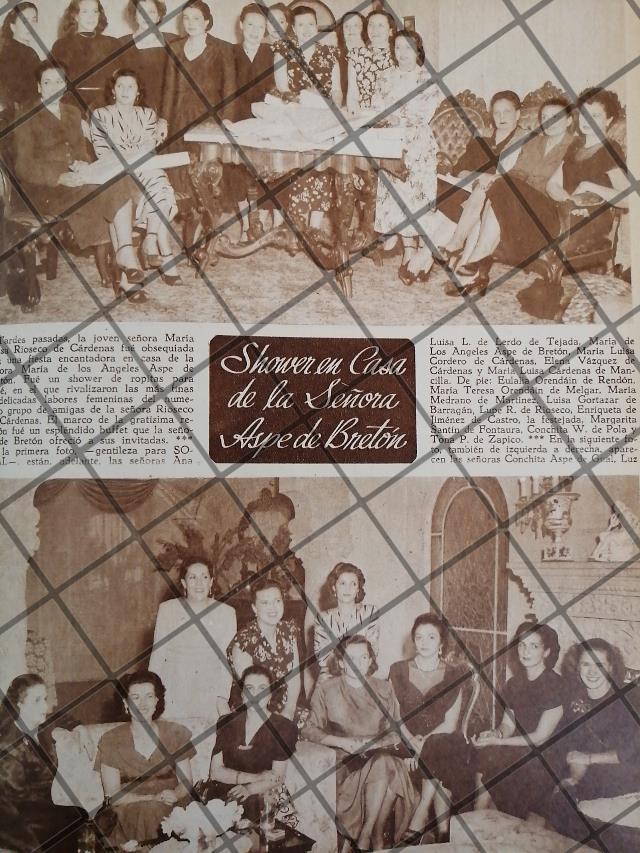 Tardes pasadas, la joven señora María
sa Rioseco de Cárdenas fué obsequiada
una fiesta encantadora en casa de la
ora María de los Angeles Aspe de
tón. Fué un shower de ropitas para
é, en el que rivalizaron las más finas
delicadas labores femeninas del nume-
o grupo de amigas de la señora Rioseco
Cárdenas. El marco de la gratísima re-
ón fué un espléndido buffet que la seño-
de Bretón ofreció a sus invitadas. ***
la primera foto, —gentileza para SO-
AL— están, adelante, las señoras Ana
Shower en Casa
de la Señora
Aspe de Bretón
Luisa L. de Lerdo de Tejada, María de
Los Angeles Aspe de Bretón, María Luisa
Cordero de Cárdenas, Elena Vázquez de
Cárdenas y María Luisa Cárdenas de Man-
cilla. De pie: Eulalia Orendáin de Rendón,
María Teresa Orendáin de Melgar, María
Medrano de Martínez, Luisa Gortazar de
Barragán, Lupe R. de Rioseco, Enriqueta de
Jiménez de Castro, la festejada, Margarita
Santín de Fontoura, Conchita W. de Pola y
Tona P. de Zapico. *** En la siguiente fo-
to, también de izquierda a derecha, apare-
cen las señoras Conchita Aspe de Gual, Luz